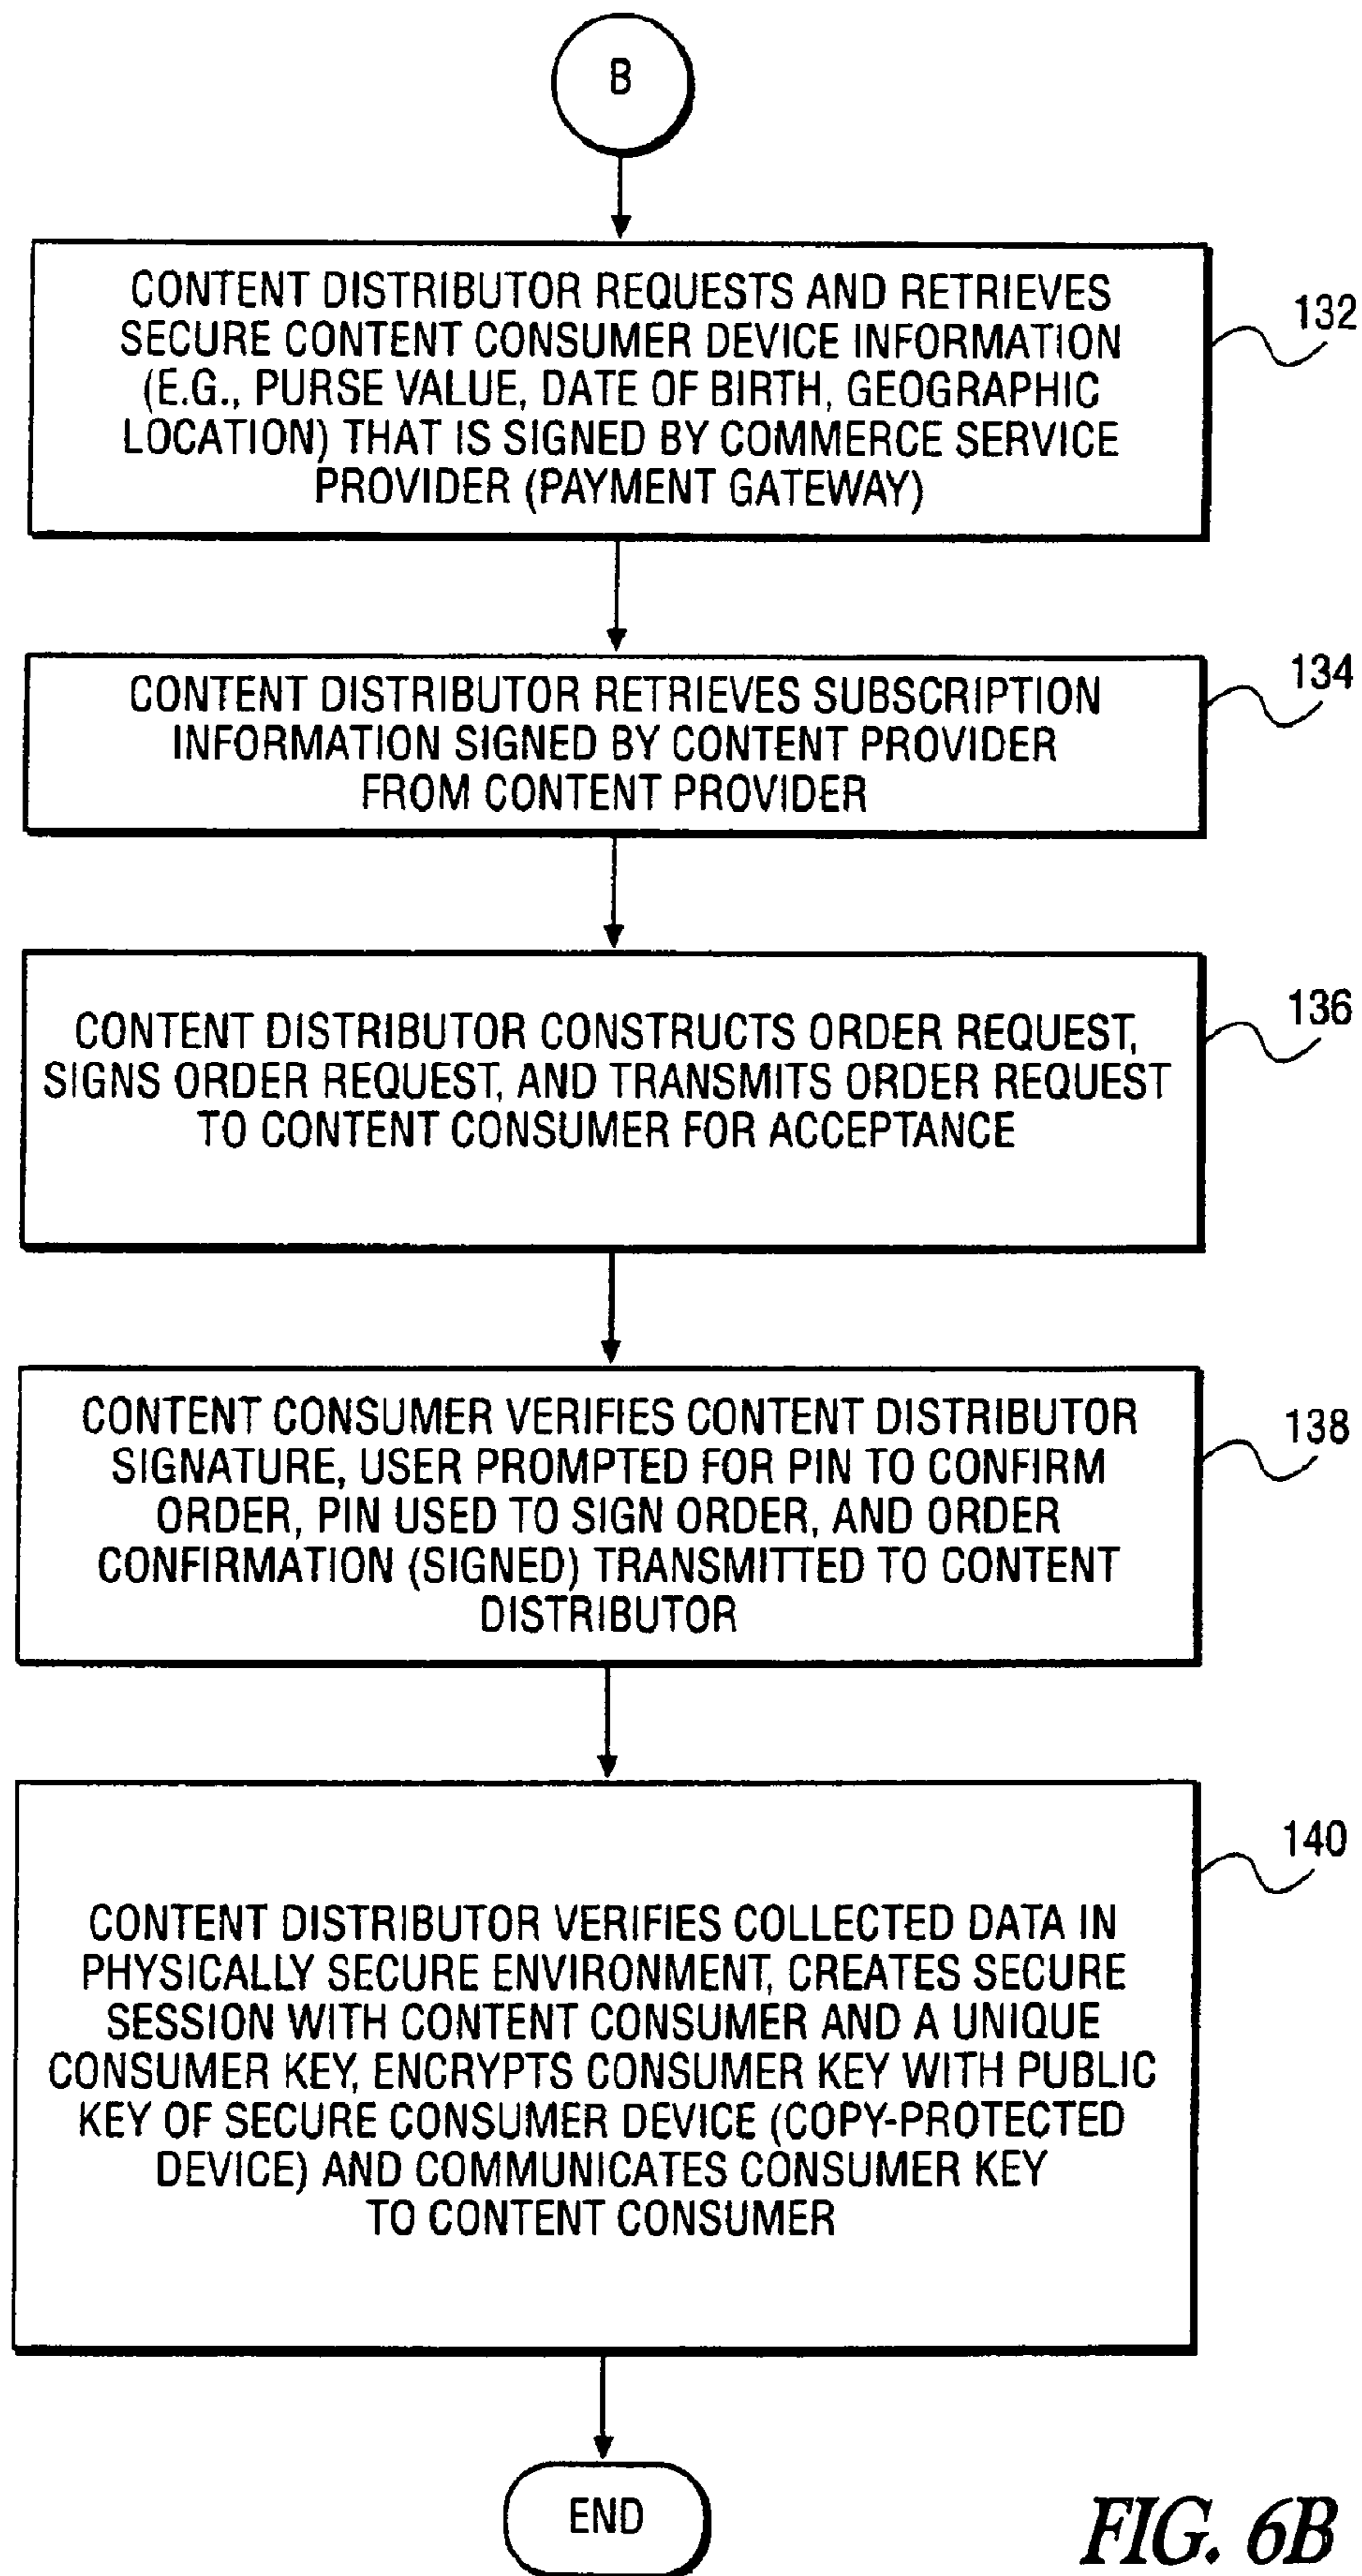 B
CONTENT DISTRIBUTOR REQUESTS AND RETRIEVES
SECURE CONTENT CONSUMER DEVICE INFORMATION
(E.G., PURSE VALUE, DATE OF BIRTH, GEOGRAPHIC
LOCATION) THAT IS SIGNED BY COMMERCE SERVICE
PROVIDER (PAYMENT GATEWAY)
132
CONTENT DISTRIBUTOR RETRIEVES SUBSCRIPTION
INFORMATION SIGNED BY CONTENT PROVIDER
FROM CONTENT PROVIDER
134
CONTENT DISTRIBUTOR CONSTRUCTS ORDER REQUEST,
SIGNS ORDER REQUEST, AND TRANSMITS ORDER REQUEST
TO CONTENT CONSUMER FOR ACCEPTANCE
136
CONTENT CONSUMER VERIFIES CONTENT DISTRIBUTOR
SIGNATURE, USER PROMPTED FOR PIN TO CONFIRM
ORDER, PIN USED TO SIGN ORDER, AND ORDER
CONFIRMATION (SIGNED) TRANSMITTED TO CONTENT
DISTRIBUTOR
138
CONTENT DISTRIBUTOR VERIFIES COLLECTED DATA IN
PHYSICALLY SECURE ENVIRONMENT, CREATES SECURE
SESSION WITH CONTENT CONSUMER AND A UNIQUE
CONSUMER KEY, ENCRYPTS CONSUMER KEY WITH PUBLIC
KEY OF SECURE CONSUMER DEVICE (COPY-PROTECTED
DEVICE) AND COMMUNICATES CONSUMER KEY
TO CONTENT CONSUMER
140
END
FIG. 6B